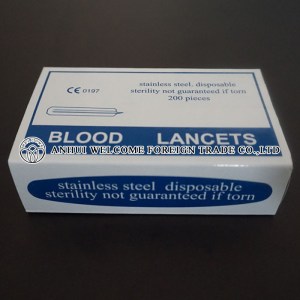 CE 0197
stainless steel, disposable
sterility not guaranteed if torn
200 pieces
BLOOD LANCETS
ANHUI WELCOME FOREIGN TRADE CO.,LTD
stainless steel disposable
sterility not guaranteed if torn